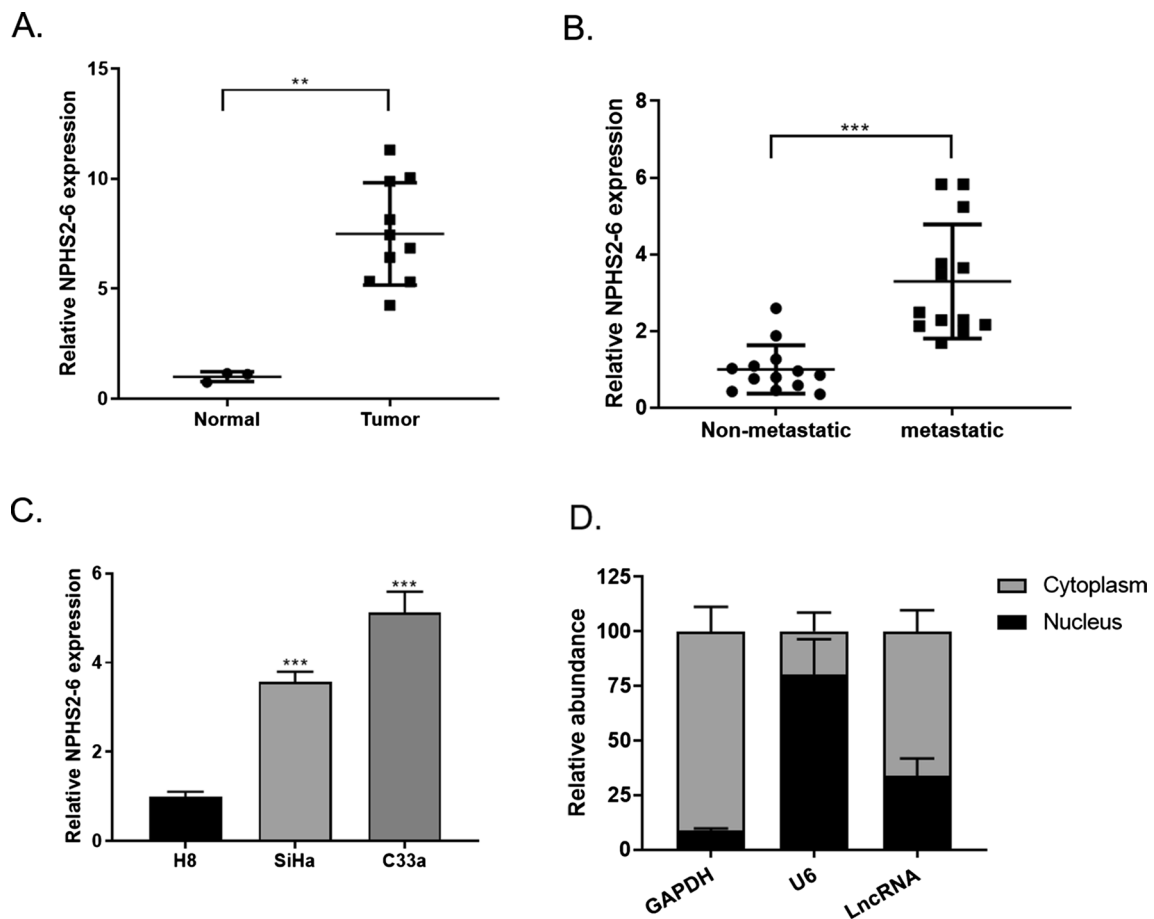 A.
Relative NPHS2-6 expression
15
10
5
0
**
Normal
Tumor
B.
Relative NPHS2-6 expression
8
6
4
2
0
***
Non-metastatic
metastatic
C.
Relative NPHS2-6 expression
6
4
2
0
***
***
H8
SiHa
C33a
D.
Relative abundance
125
100
75
50
25
0
GAPDH
U6
LncRNA
Cytoplasm
Nucleus